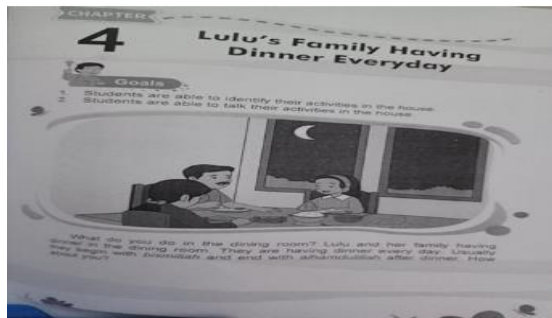 CHAPTER
4
Lulu's Family Having
Dinner Everyday
Goals
1. Students are able to identify their activities in the house.
2. Students are able to talk their activities in the house.
What do you do in the dining room? Lulu and her family having
dinner in the dining room. They are having dinner every day. Usually
they begin with bismillah and end with alhamdulillah after dinner. How
about you?